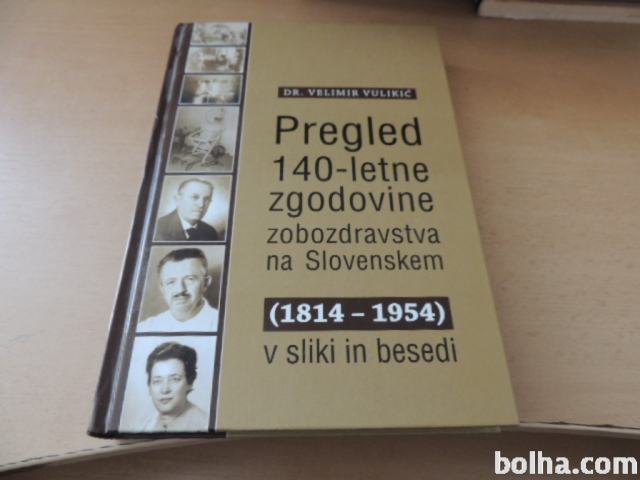 DR. VELIMIR VULIKIĆ
Pregled
140-letne
zgodovine
zobozdravstva
na Slovenskem
(1814 – 1954)
v sliki in besedi
bolha.com